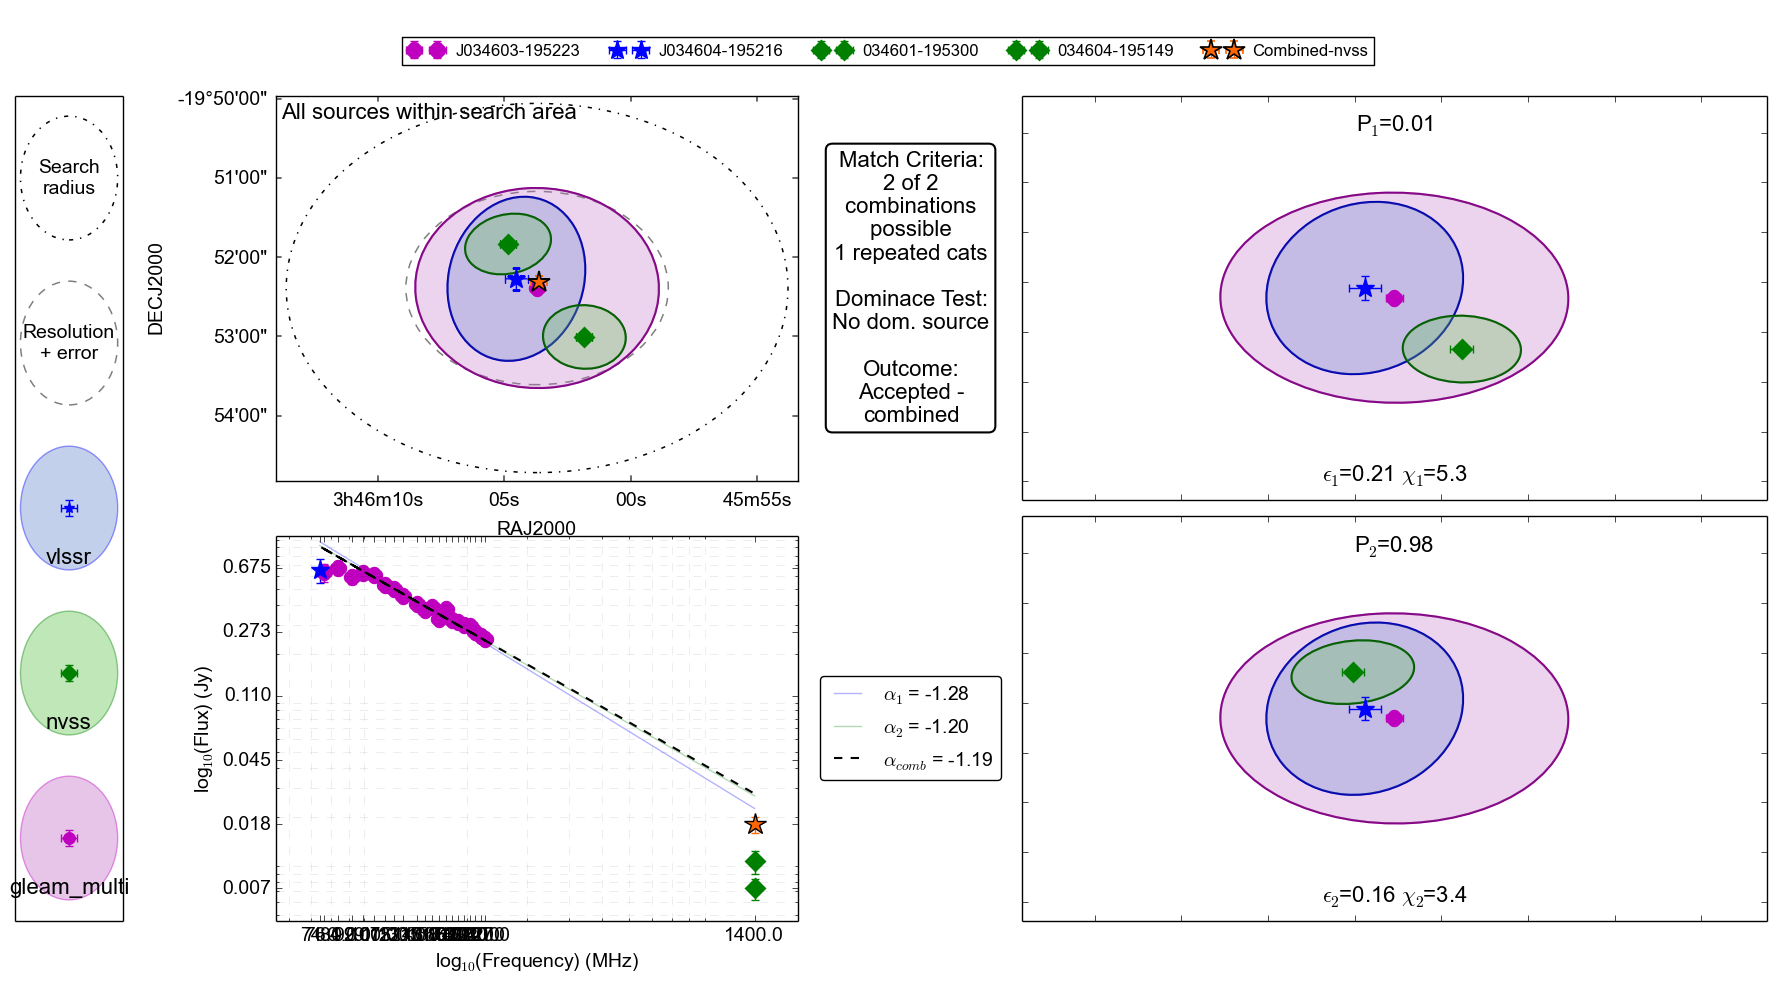 J034603-195223
J034604-195216
034601-195300
034604-195149
Combined-nvss
Search
radius
Resolution
+ error
vlssr
nvss
gleam_multi
All sources within search area
-19°50'00"
51'00"
52'00"
53'00"
54'00"
DECJ2000
3h46m10s
05s
00s
45m55s
RAJ2000
Match Criteria:
2 of 2
combinations
possible
1 repeated cats
Dominace Test:
No dom. source
Outcome:
Accepted -
combined
P1=0.01
ϵ1=0.21 χ1=5.3
0.675
0.273
0.110
0.045
0.018
0.007
log10(Flux) (Jy)
1400.0
log10(Frequency) (MHz)
α1 = -1.28
α2 = -1.20
αcomb = -1.19
P2=0.98
ϵ2=0.16 χ2=3.4